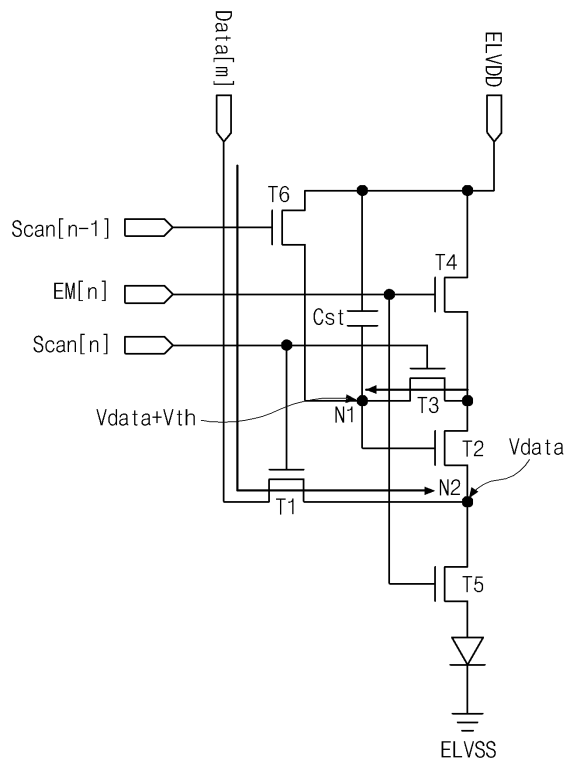 Data[m]
ELVDD
T6
Scan[n-1]
T4
EM[n]
Cst
Scan[n]
T3
N1
Vdata+Vth
T2
Vdata
N2
T1
T5
ELVSS